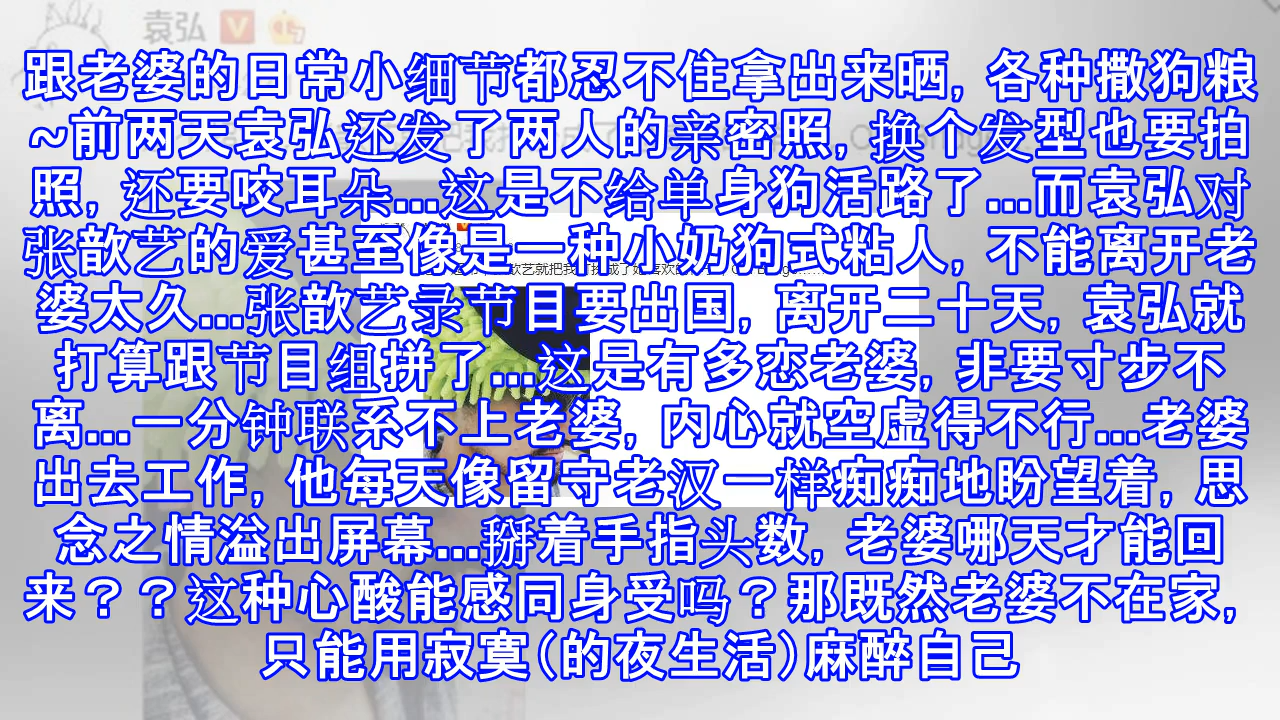 袁弘
跟老婆的日常小细节都忍不住拿出来晒, 各种撒狗粮
~前两天袁弘还发了两人的亲密照, 换个发型也要拍
照, 还要咬耳朵...这是不给单身狗活路了...而袁弘对
张歆艺的爱甚至像是一种小奶狗式粘人, 不能离开老
婆太久...张歆艺录节目要出国, 离开二十天, 袁弘就
打算跟节目组拼了...这是有多恋老婆, 非要寸步不
离...一分钟联系不上老婆, 内心就空虚得不行...老婆
出去工作, 他每天像留守老汉一样痴痴地盼望着, 思
念之情溢出屏幕...掰着手指头数, 老婆哪天才能回
来？？这种心酸能感同身受吗？那既然老婆不在家,
只能用寂寞(的夜生活)麻醉自己